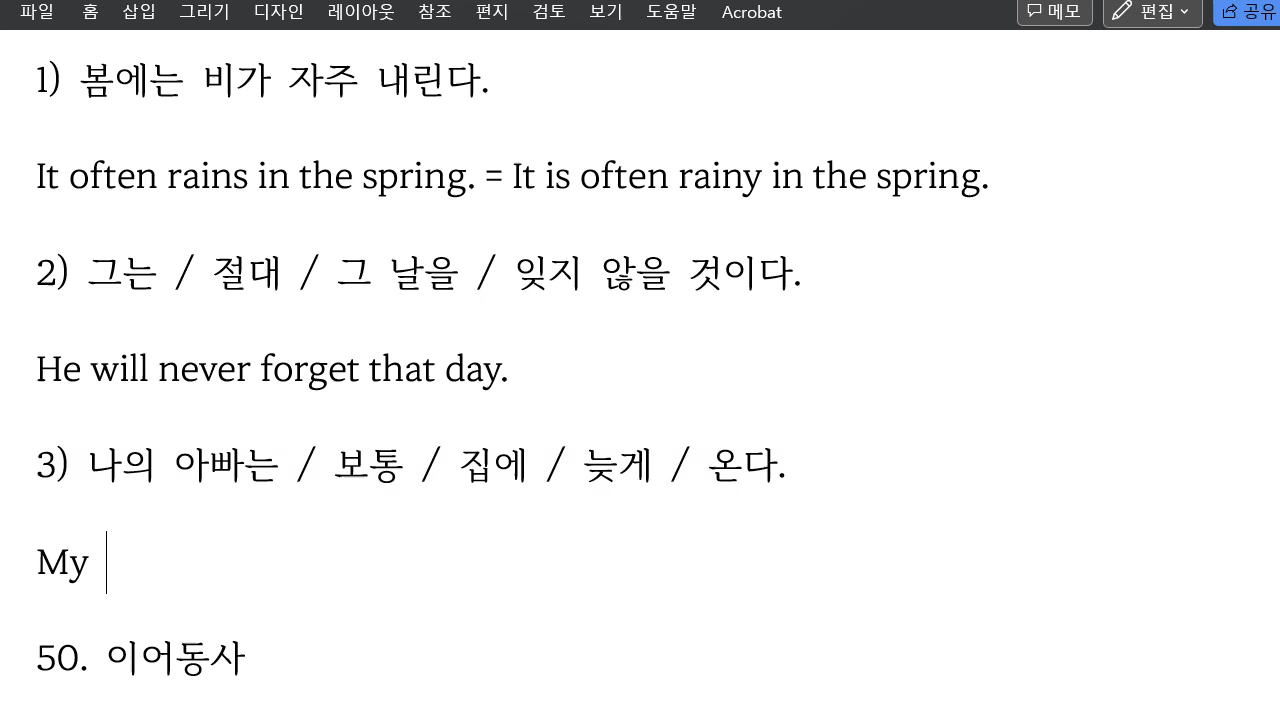 파일 홈 삽입 그리기 디자인 레이아웃 참조 편지 검토 보기 도움말 Acrobat 메모 편집 공유
1) 봄에는 비가 자주 내린다.
It often rains in the spring. = It is often rainy in the spring.
2) 그는 / 절대 / 그 날을 / 잊지 않을 것이다.
He will never forget that day.
3) 나의 아빠는 / 보통 / 집에 / 늦게 / 온다.
My
50. 이어동사